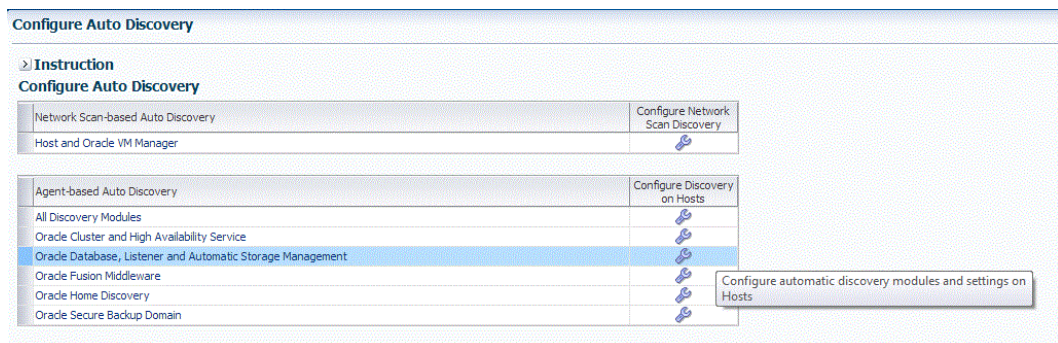 Configure Auto Discovery
Instruction
Configure Auto Discovery
Network Scan-based Auto Discovery
Configure Network
Scan Discovery
Host and Oracle VM Manager
Agent-based Auto Discovery
Configure Discovery
on Hosts
All Discovery Modules
Oracle Cluster and High Availability Service
Oracle Database, Listener and Automatic Storage Management
Oracle Fusion Middleware
Configure automatic discovery modules and settings on
Hosts
Oracle Home Discovery
Oracle Secure Backup Domain